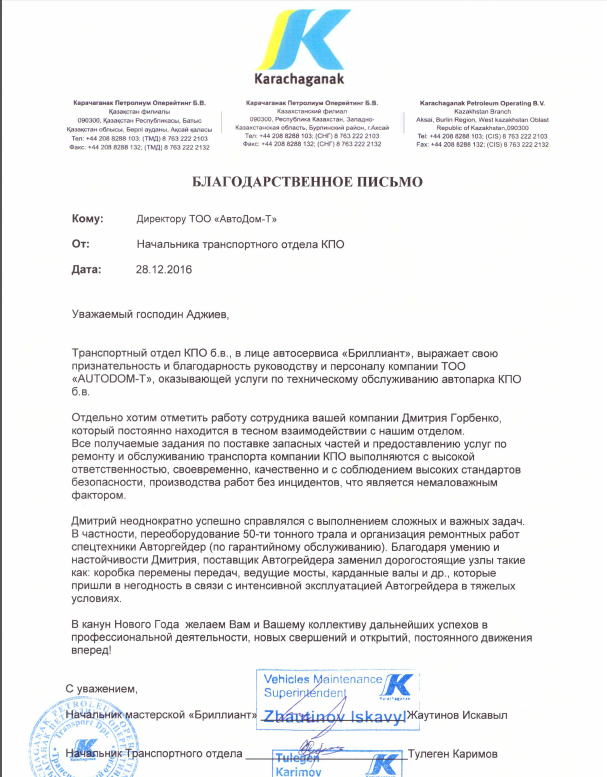 Karachaganak
Карачаганак Петролиум Оперейтинг Б.В.
Қазақстан филиалы
090300, Қазақстан Республикасы, Батыс
Қазақстан облысы, Бөрлі ауданы, Ақсай қаласы
Тел: +44 208 8288 103; (ТМД) 8 763 222 2103
Факс: +44 208 8288 132; (ТМД) 8 763 222 2132
Карачаганак Петролиум Оперейтинг Б.В.
Казахстанский филиал
090300, Республика Казахстан, Западно-
Казахстанская область, Бурлинский район, г.Аксай
Тел: +44 208 8288 103; (СНГ) 8 763 222 2103
Факс: +44 208 8288 132; (СНГ) 8 763 222 2132
Karachaganak Petroleum Operating B.V.
Kazakhstan Branch
Aksai, Burlin Region, West kazakhstan Oblast
Republic of Kazakhstan,090300
Tel: +44 208 8288 103; (CIS) 8 763 222 2103
Fax: +44 208 8288 132; (CIS) 8 763 222 2132
БЛАГОДАРСТВЕННОЕ ПИСЬМО
Кому: Директору ТОО «АвтоДом-Т»
От: Начальника транспортного отдела КПО
Дата: 28.12.2016
Уважаемый господин Аджиев,
Транспортный отдел КПО б.в., в лице автосервиса «Бриллиант», выражает свою
признательность и благодарность руководству и персоналу компании ТОО
«AUTODOM-T», оказывающей услуги по техническому обслуживанию автопарка КПО
б.в.
Отдельно хотим отметить работу сотрудника вашей компании Дмитрия Горбенко,
который постоянно находится в тесном взаимодействии с нашим отделом.
Все получаемые задания по поставке запасных частей и предоставлению услуг по
ремонту и обслуживанию транспорта компании КПО выполняются с высокой
ответственностью, своевременно, качественно и с соблюдением высоких стандартов
безопасности, производства работ без инцидентов, что является немаловажным
фактором.
Дмитрий неоднократно успешно справлялся с выполнением сложных и важных задач.
В частности, переоборудование 50-ти тонного трала и организация ремонтных работ
спецтехники Авторгейдер (по гарантийному обслуживанию). Благодаря умению и
настойчивости Дмитрия, поставщик Автогрейдера заменил дорогостоящие узлы такие
как: коробка перемены передач, ведущие мосты, карданные валы и др., которые
пришли в негодность в связи с интенсивной эксплуатацией Автогрейдера в тяжелых
условиях.
В канун Нового Года желаем Вам и Вашему коллективу дальнейших успехов в
профессиональной деятельности, новых свершений и открытий, постоянного движения
вперед!
С уважением,
Vehicles Maintenance
Superintendent
Karachaganak
Начальник мастерской «Бриллиант» Zhautinov Iskavyl Жаутинов Искавыл
Начальник Транспортного отдела Тулеген Каримов
Tulegen
Karimov